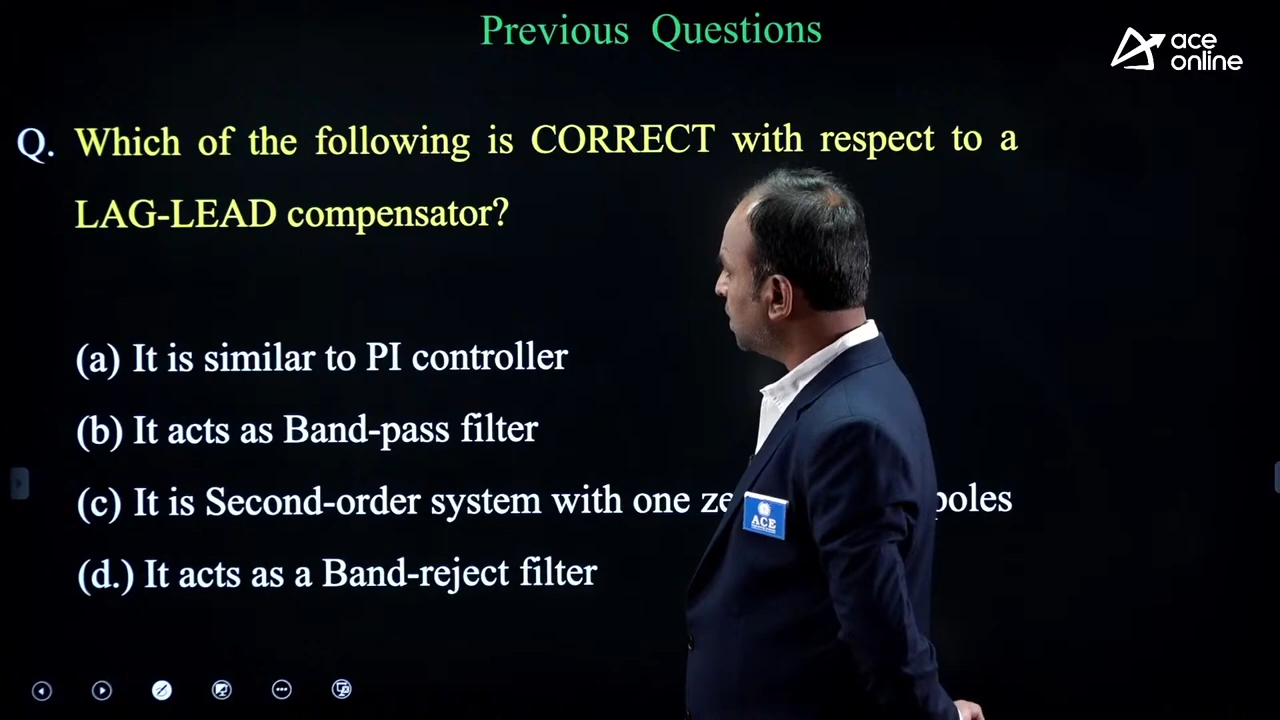 Previous Questions
ace
online
Q. Which of the following is CORRECT with respect to a
LAG-LEAD compensator?
(a) It is similar to PI controller
(b) It acts as Band-pass filter
(c) It is Second-order system with one poles
ACE
(d.) It acts as a Band-reject filter